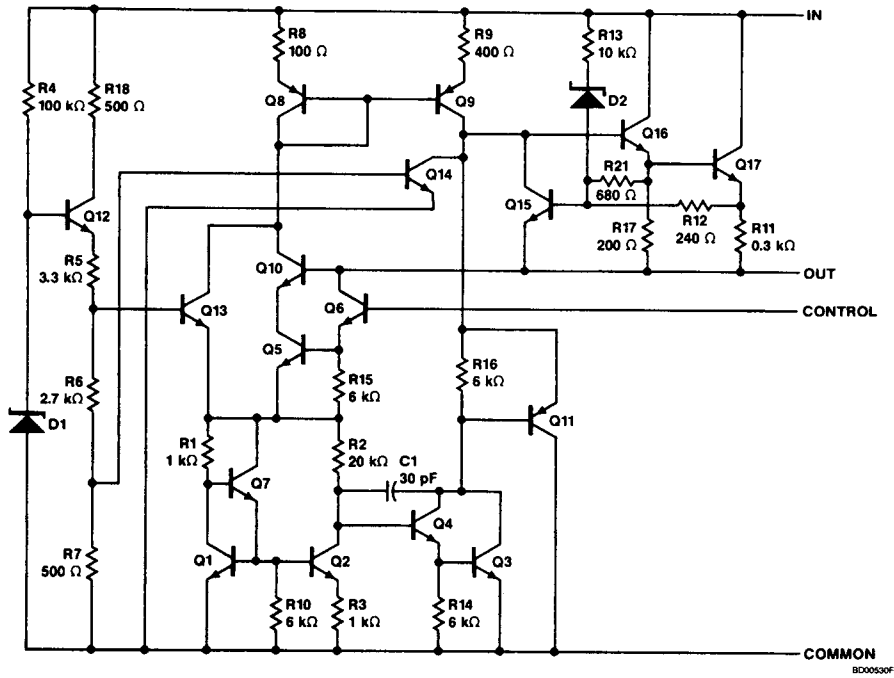 IN
R4
100 kΩ
R18
500 Ω
R8
100 Ω
R9
400 Ω
R13
10 kΩ
Q8
Q9
D2
Q16
Q14
R21
680 Ω
Q17
Q12
Q15
R17
200 Ω
R12
240 Ω
R11
0.3 kΩ
R5
3.3 kΩ
Q10
OUT
Q13
Q6
CONTROL
Q5
R6
2.7 kΩ
R15
6 kΩ
R16
6 kΩ
D1
Q11
R1
1 kΩ
R2
20 kΩ
Q7
C1
30 pF
Q4
R7
500 Ω
Q1
Q2
Q3
R10
6 kΩ
R3
1 kΩ
R14
6 kΩ
COMMON
BD00530F